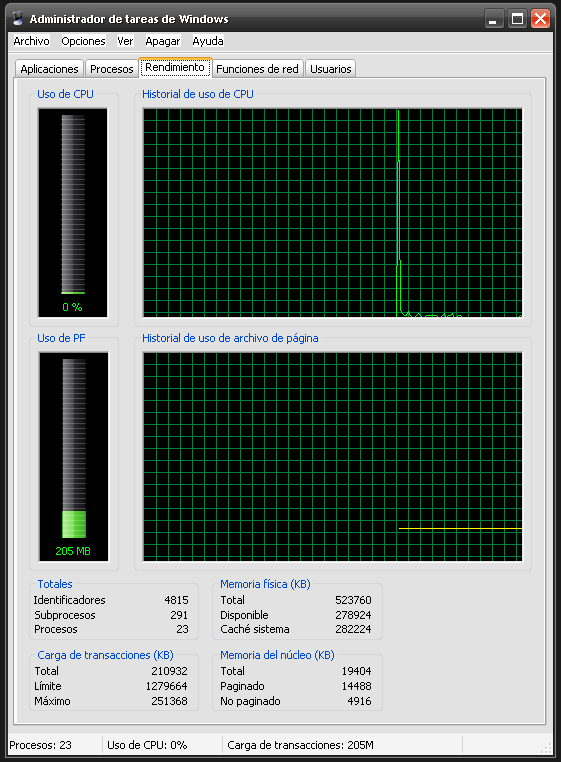 Administrador de tareas de Windows
Archivo Opciones Ver Apagar Ayuda
Aplicaciones Procesos Rendimiento Funciones de red Usuarios
Uso de CPU Historial de uso de CPU
0 %
Uso de PF Historial de uso de archivo de página
205 MB
Totales Memoria física (KB)
Identificadores 4815 Total 523760
Subprocesos 291 Disponible 278924
Procesos 23 Caché sistema 282224
Carga de transacciones (KB) Memoria del núcleo (KB)
Total 210932 Total 19404
Límite 1279664 Paginado 14488
Máximo 251368 No paginado 4916
Procesos: 23 Uso de CPU: 0% Carga de transacciones: 205M